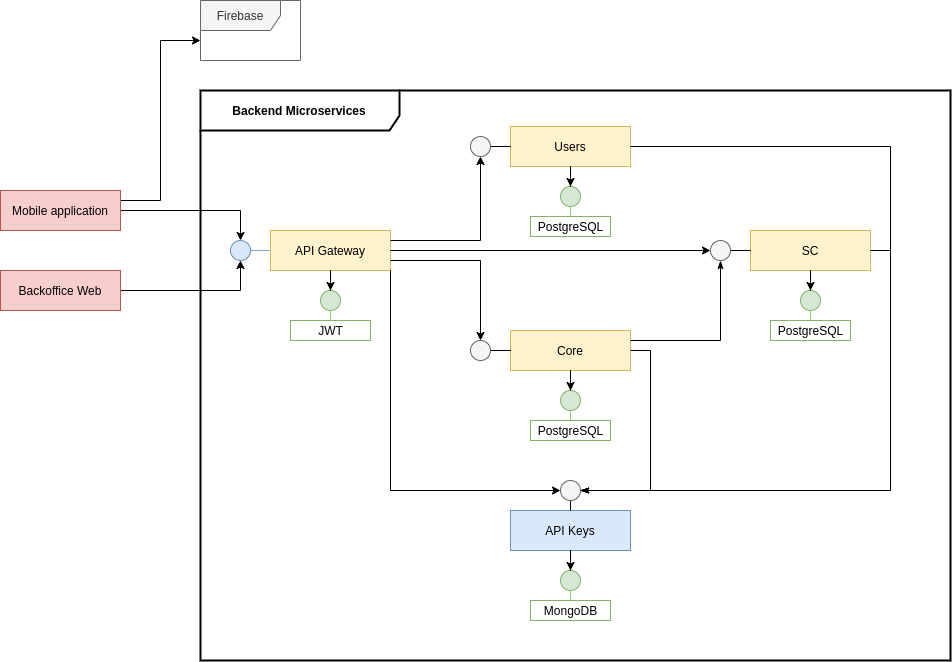 Firebase
Backend Microservices
Users
PostgreSQL
Mobile application
API Gateway
SC
Backoffice Web
JWT
PostgreSQL
Core
PostgreSQL
API Keys
MongoDB